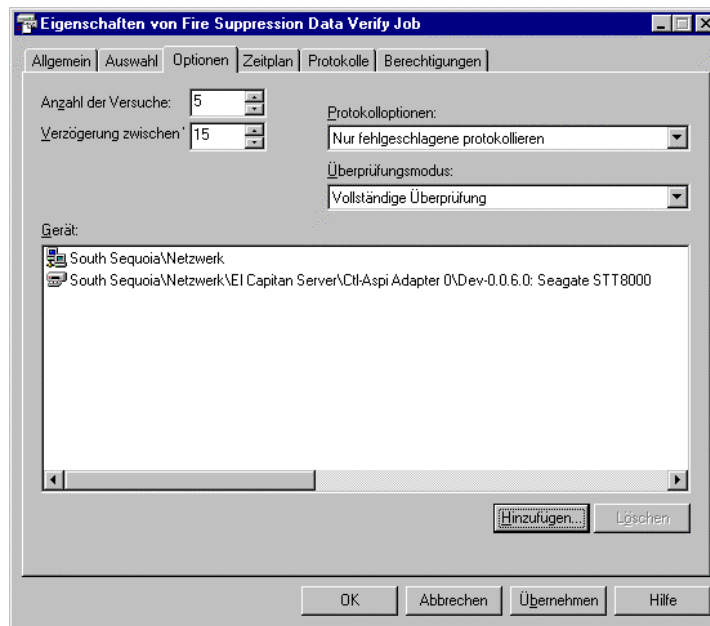 Eigenschaften von Fire Suppression Data Verify Job
Allgemein Auswahl Optionen Zeitplan Protokolle Berechtigungen
Anzahl der Versuche: 5
Verzögerung zwischen ' 15
Protokolloptionen:
Nur fehlgeschlagene protokollieren
Überprüfungsmodus:
Vollständige Überprüfung
Gerät:
South Sequoia\Netzwerk
South Sequoia\Netzwerk\El Capitan Server\Ctl-Aspi Adapter 0\Dev-0.0.6.0: Seagate STT8000
Hinzufügen... Löschen
OK Abbrechen Übernehmen Hilfe